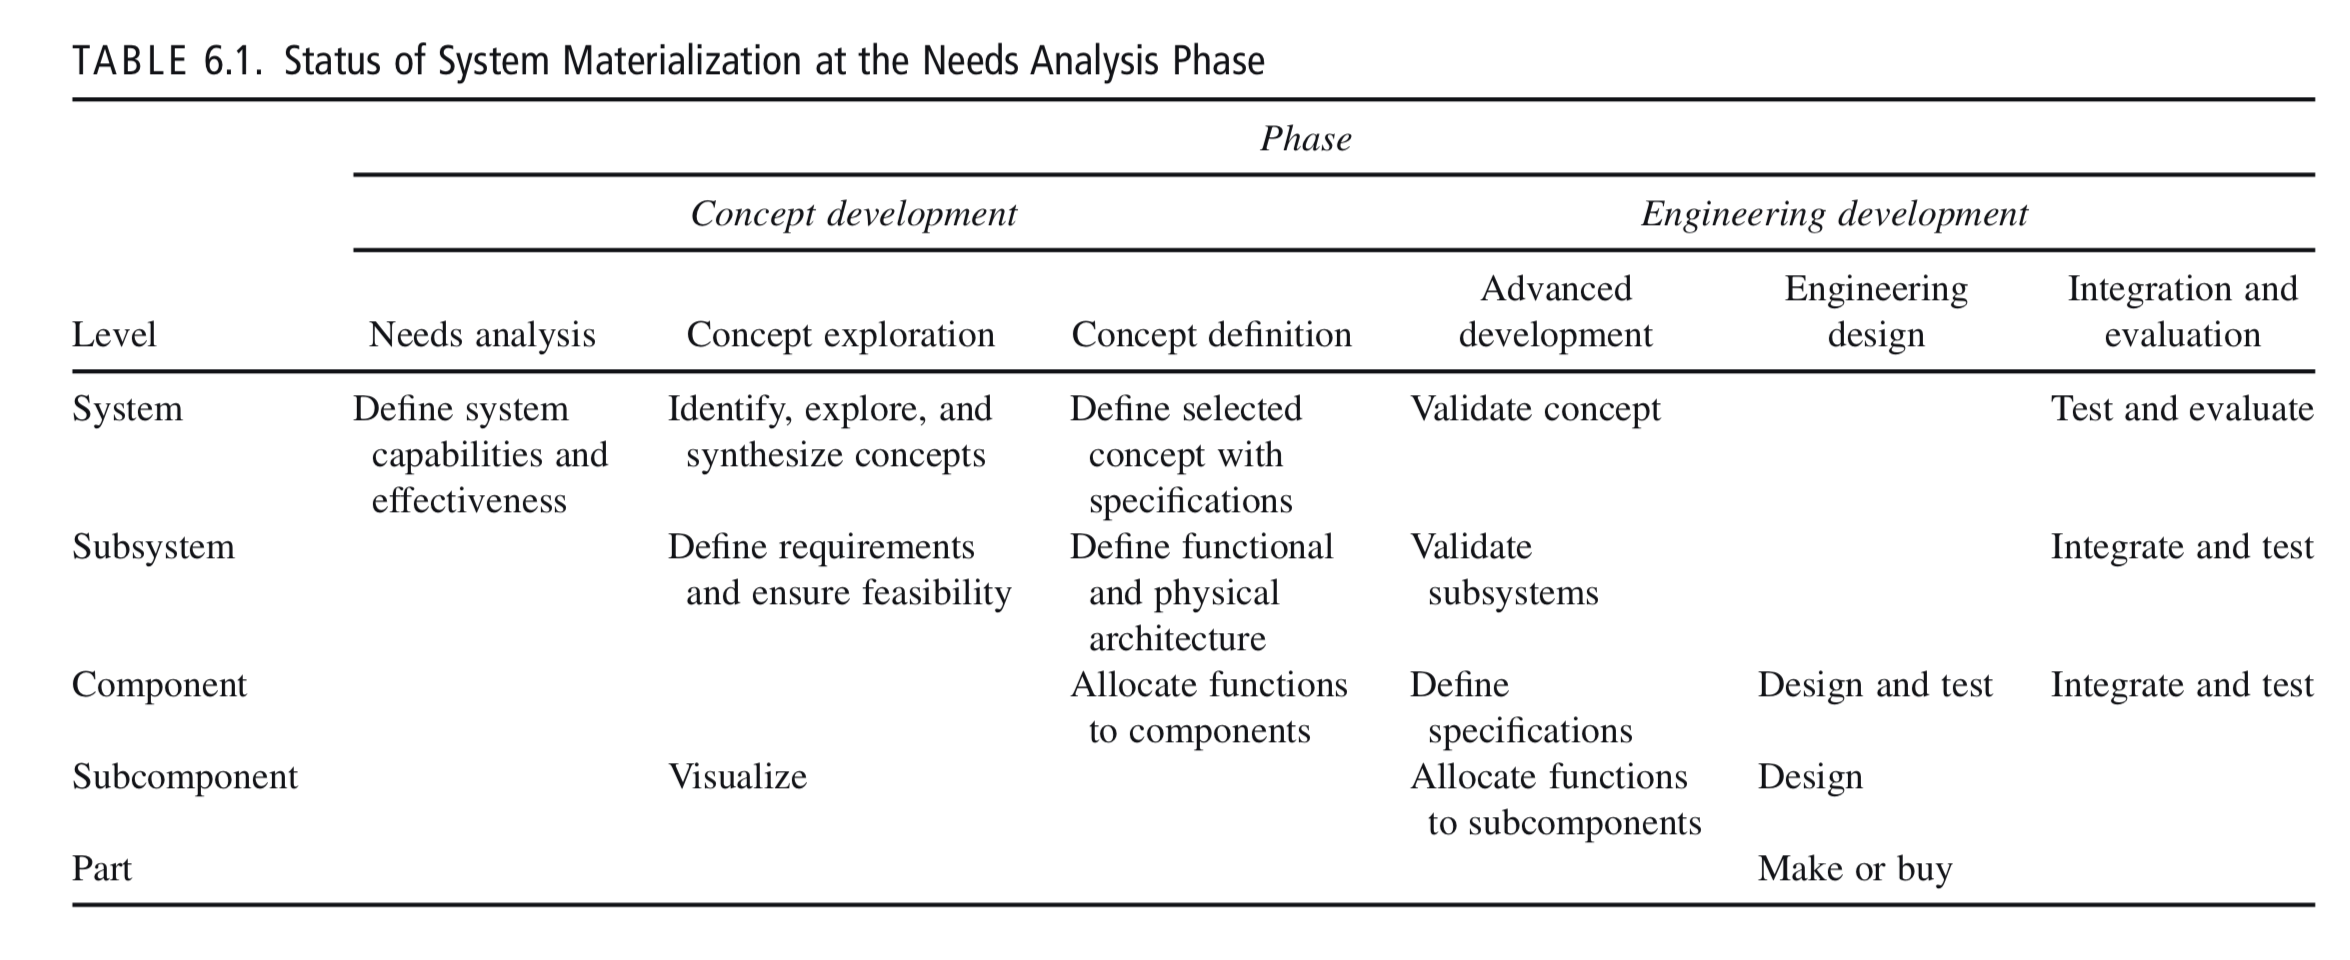 TABLE 6.1. Status of System Materialization at the Needs Analysis Phase
Phase
Concept development Engineering development
Advanced Engineering Integration and
Level Needs analysis Concept exploration Concept definition development design evaluation
System Define system Identify, explore, and Define selected Validate concept Test and evaluate
capabilities and synthesize concepts concept with
effectiveness specifications
Subsystem Define requirements Define functional Validate Integrate and test
and ensure feasibility and physical subsystems
architecture
Component Allocate functions Define Design and test Integrate and test
to components specifications
Subcomponent Visualize Allocate functions Design
to subcomponents
Part Make or buy